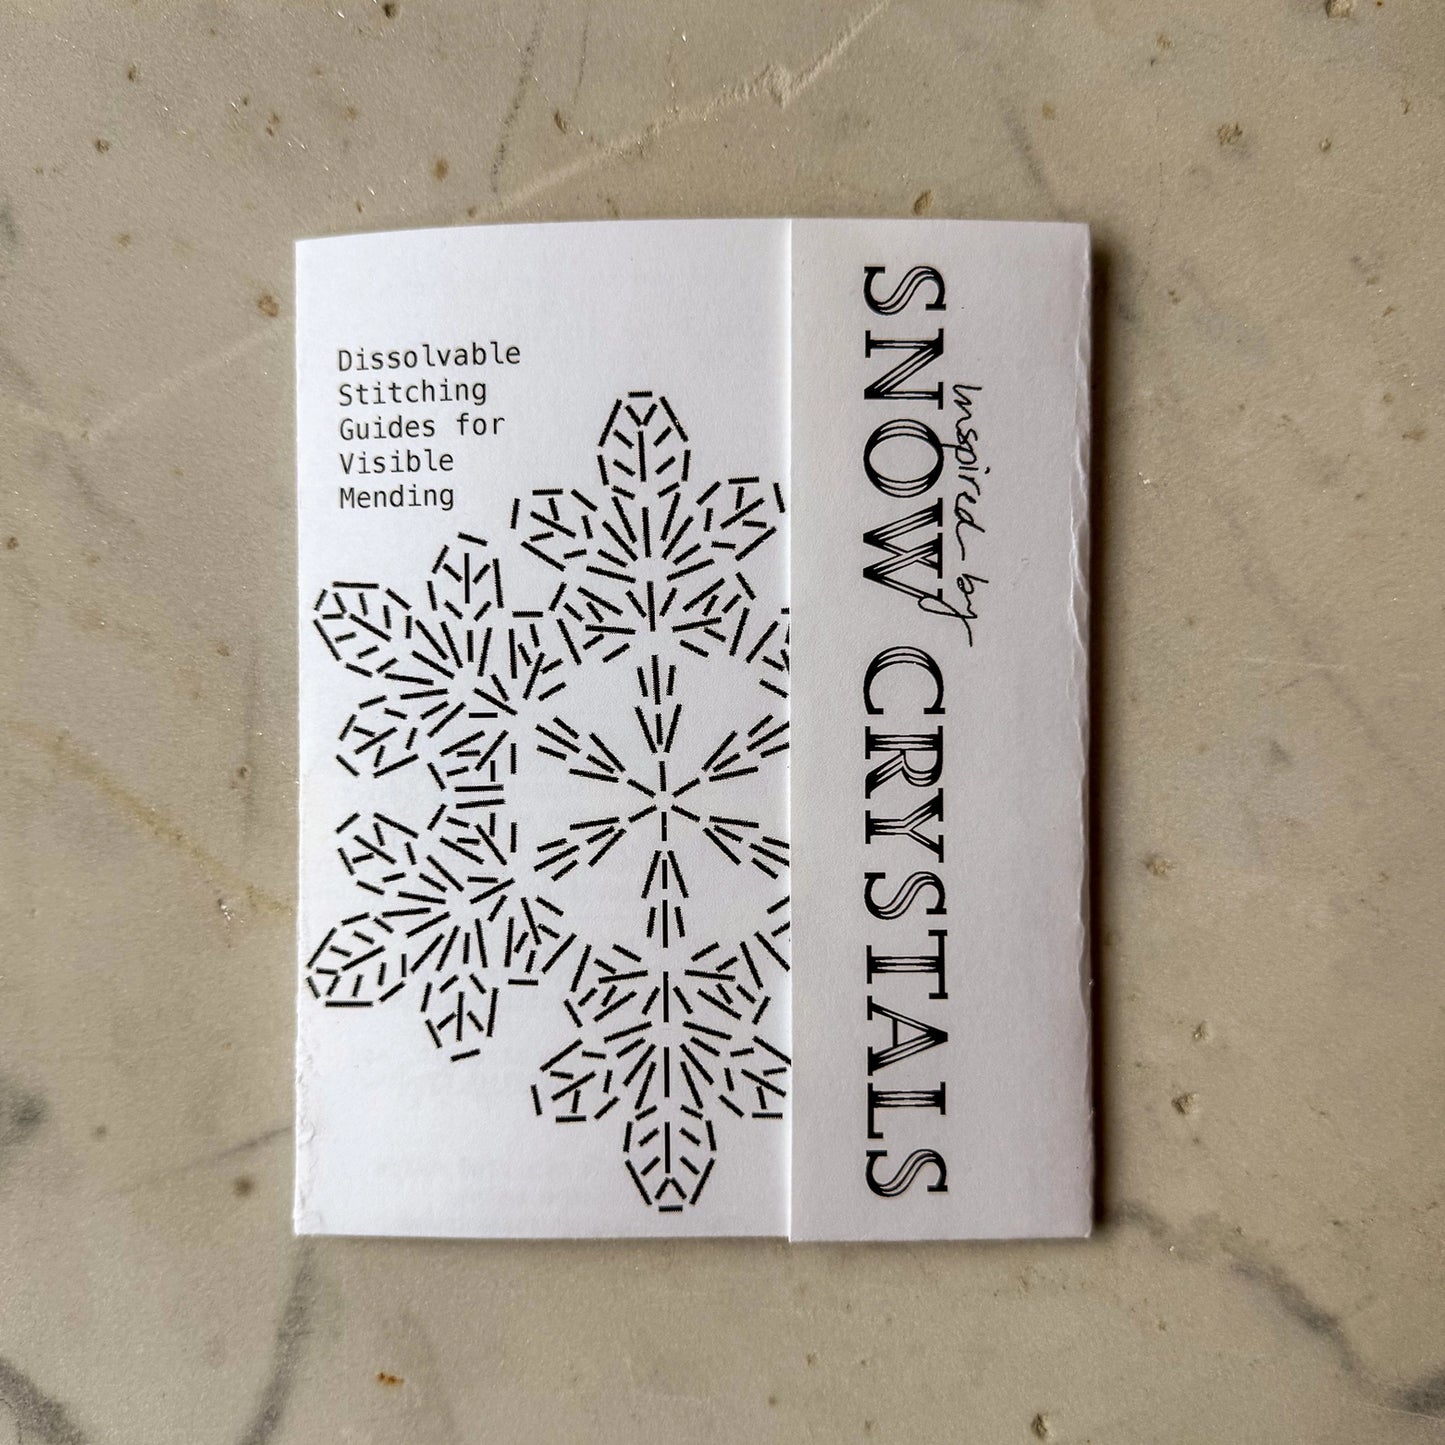 Dissolvable
Stitching
Guides for
Visible
Mending
Inspired by
SNOW CRYSTALS